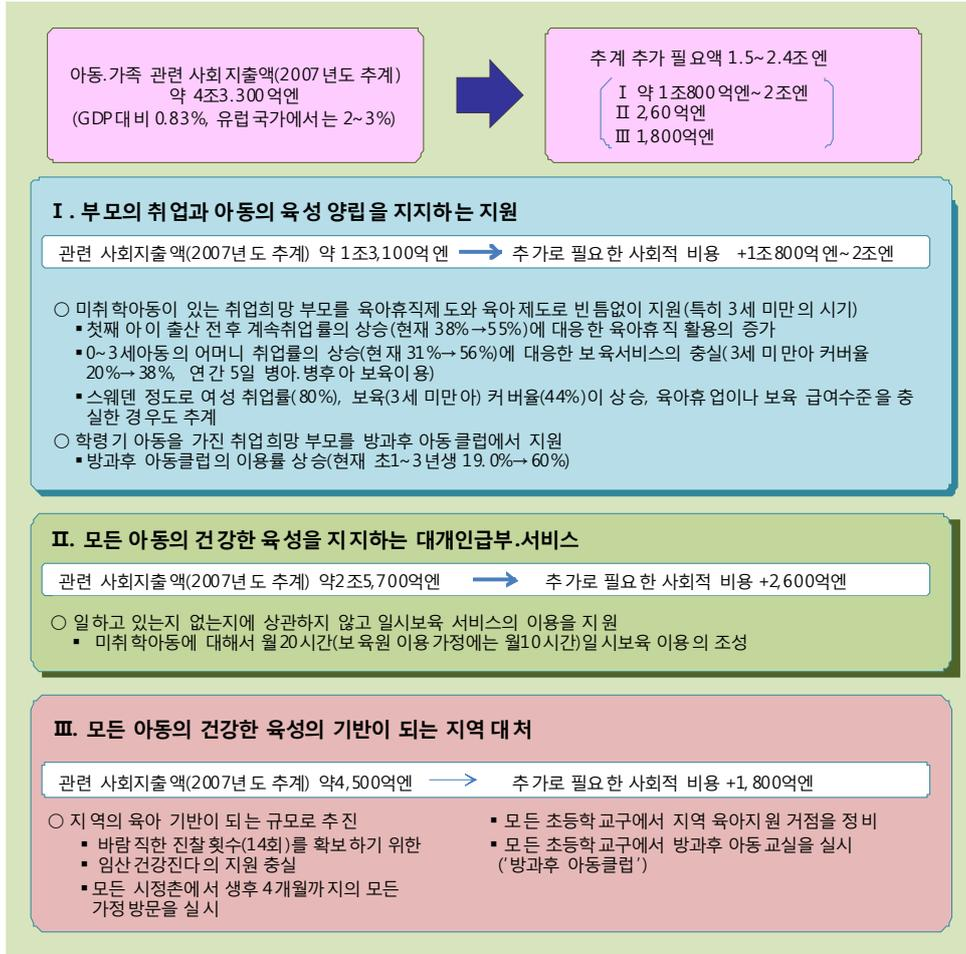 아동.가족 관련 사회지출액(2007년도 추계)
약 4조3.300억엔
(GDP대비 0.83%, 유럽국가에서는 2~3%)
추계 추가 필요액 1.5~2.4조엔
Ⅰ 약 1조800억엔~2조엔
Ⅱ 2,60억엔
Ⅲ 1,800억엔
Ⅰ. 부모의 취업과 아동의 육성 양립을 지지하는 지원
관련 사회지출액(2007년도 추계) 약 1조3,100억엔 → 추가로 필요한 사회적 비용 +1조800억엔~2조엔
○ 미취학아동이 있는 취업희망 부모를 육아휴직제도와 육아제도로 빈틈없이 지원(특히 3세 미만의 시기)
▪ 첫째 아이 출산 전후 계속취업률의 상승(현재 38%→55%)에 대응한 육아휴직 활용의 증가
▪ 0~3세아동의 어머니 취업률의 상승(현재 31%→56%)에 대응한 보육서비스의 충실(3세 미만아 커버율
20%→38%, 연간 5일 병아.병후아 보육이용)
▪ 스웨덴 정도로 여성 취업률(80%), 보육(3세 미만아) 커버율(44%)이 상승, 육아휴업이나 보육 급여수준을 충
실한 경우도 추계
○ 학령기 아동을 가진 취업희망 부모를 방과후 아동클럽에서 지원
▪ 방과후 아동클럽의 이용률 상승(현재 초1~3년생 19.0%→60%)
Ⅱ. 모든 아동의 건강한 육성을 지지하는 대개인급부.서비스
관련 사회지출액(2007년도 추계) 약2조5,700억엔 → 추가로 필요한 사회적 비용 +2,600억엔
○ 일하고 있는지 없는지에 상관하지 않고 일시보육 서비스의 이용을 지원
▪ 미취학아동에 대해서 월20시간(보육원 이용가정에는 월10시간)일시보육 이용의 조성
Ⅲ. 모든 아동의 건강한 육성의 기반이 되는 지역 대처
관련 사회지출액(2007년도 추계) 약4,500억엔 → 추가로 필요한 사회적 비용 +1,800억엔
○ 지역의 육아 기반이 되는 규모로 추진
▪ 바람직한 진찰횟수(14회)를 확보하기 위한
▪ 임산건강진다의 지원 충실
▪ 모든 시정촌에서 생후 4개월까지의 모든
가정방문을 실시
▪ 모든 초등학교구에서 지역 육아지원 거점을 정비
▪ 모든 초등학교구에서 방과후 아동교실을 실시
('방과후 아동클럽')